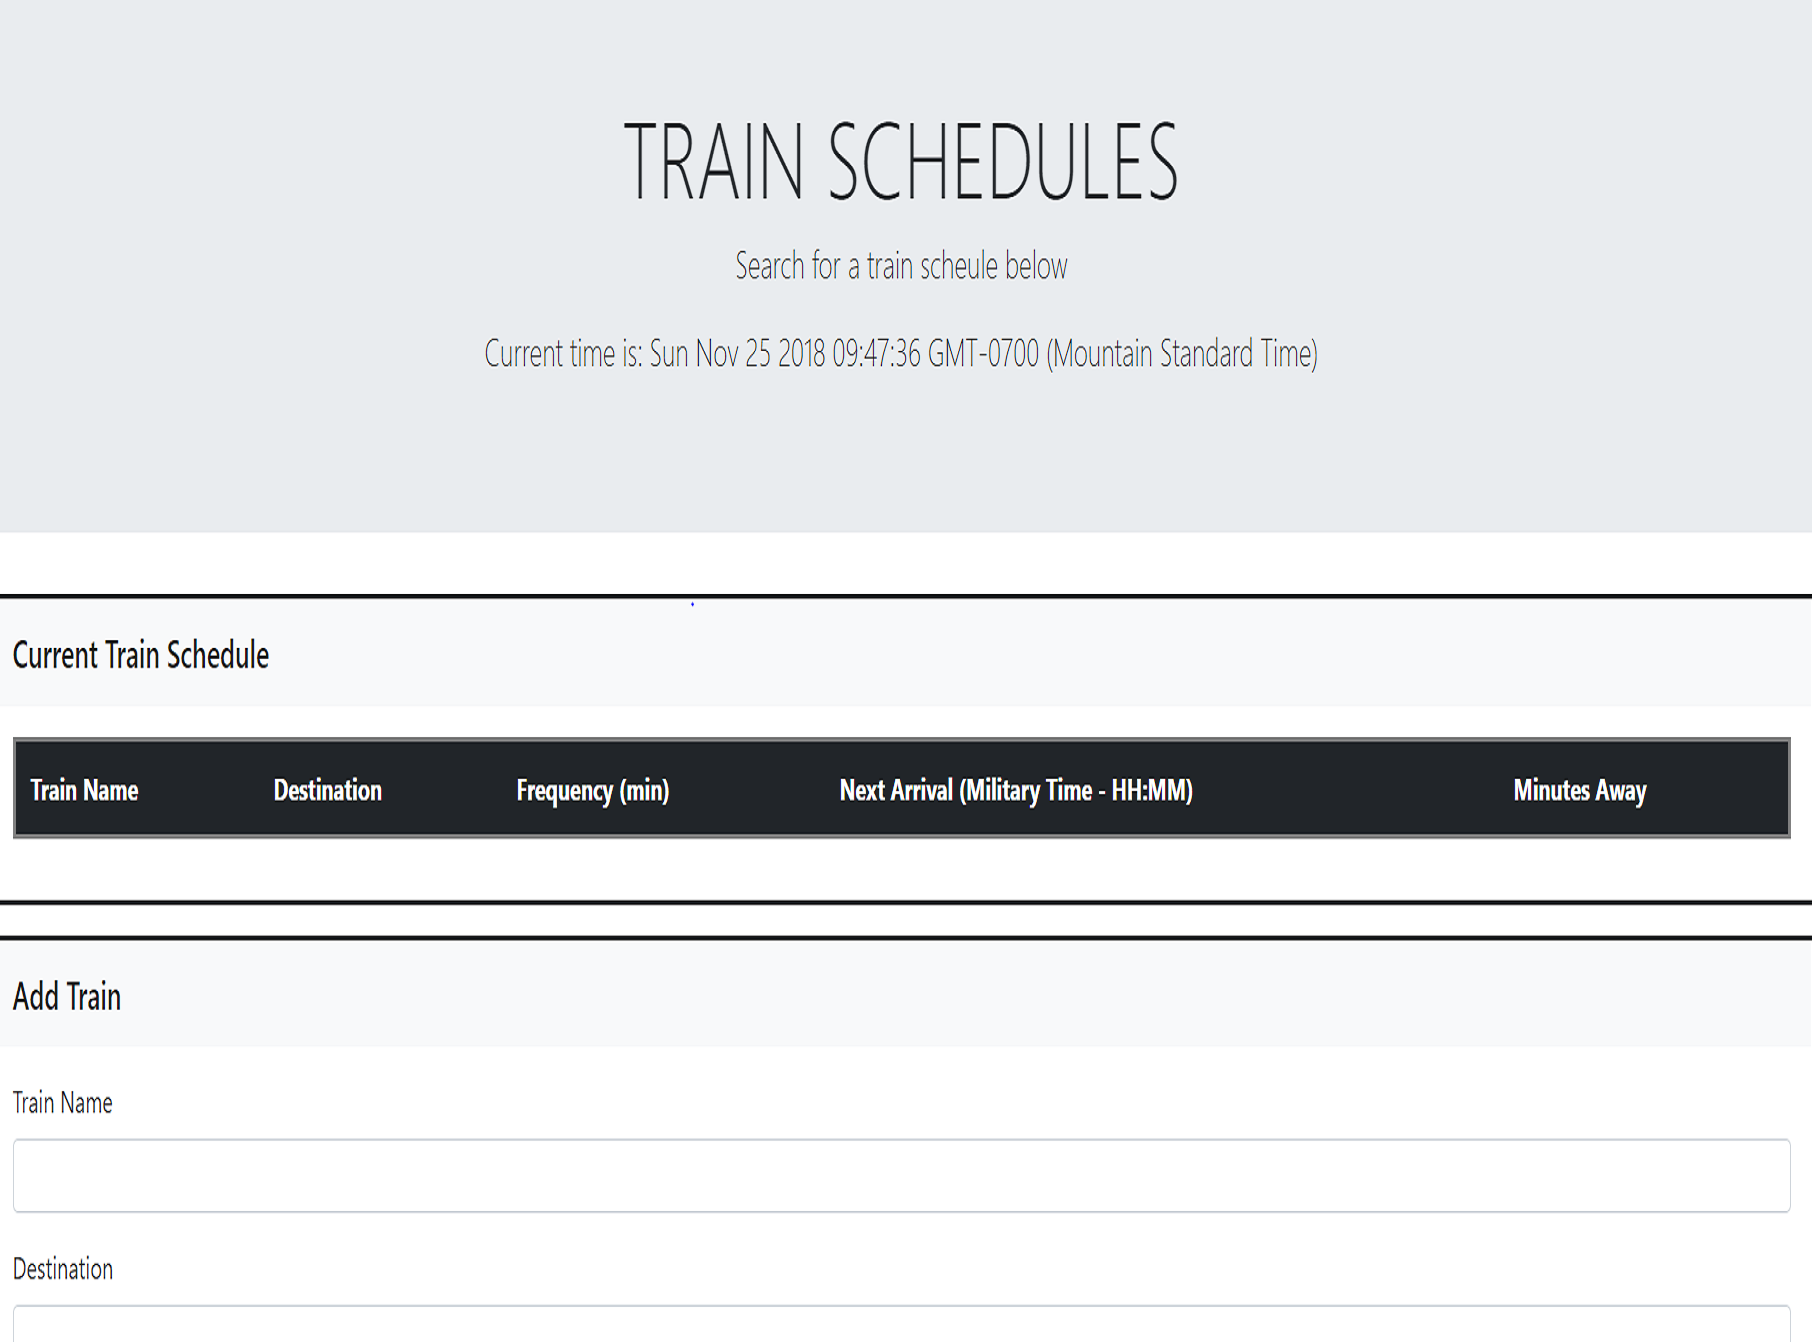 TRAIN SCHEDULES
Search for a train scheule below
Current time is: Sun Nov 25 2018 09:47:36 GMT-0700 (Mountain Standard Time)
Current Train Schedule
Train Name Destination Frequency (min) Next Arrival (Military Time - HH:MM) Minutes Away
Add Train
Train Name
Destination